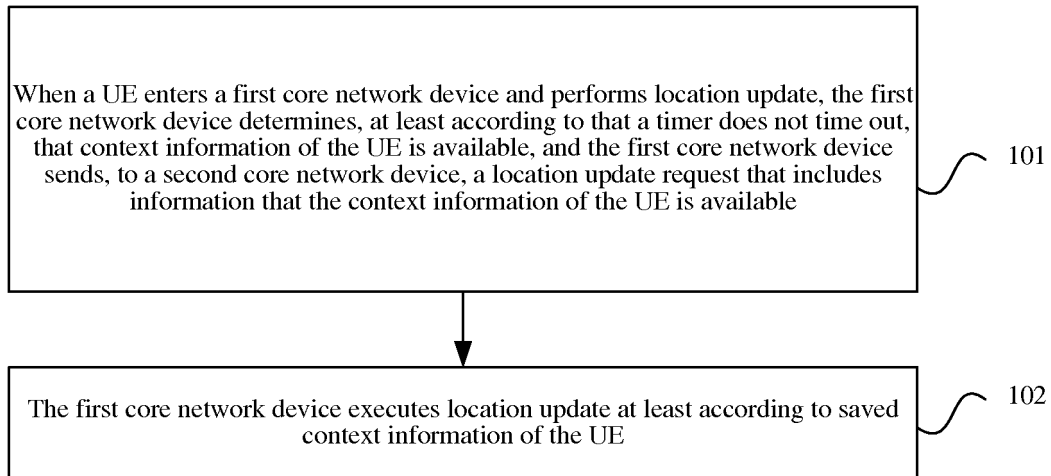 When a UE enters a first core network device and performs location update, the first
core network device determines, at least according to that a timer does not time out,
that context information of the UE is available, and the first core network device
sends, to a second core network device, a location update request that includes
information that the context information of the UE is available
101
The first core network device executes location update at least according to saved
context information of the UE
102